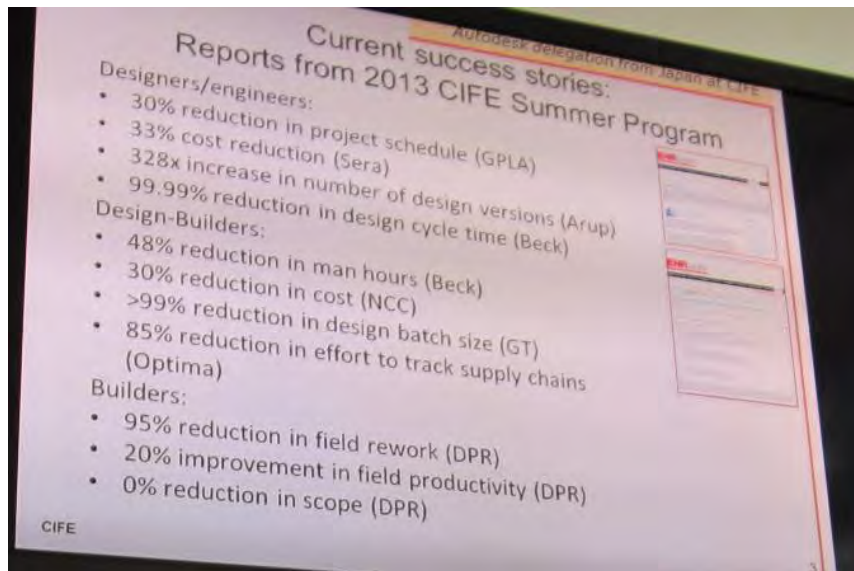 Autodesk delegation from Japan at CIFE
Current success stories:
Reports from 2013 CIFE Summer Program
Designers/engineers:
• 30% reduction in project schedule (GPLA)
• 33% cost reduction (Sera)
• 328x increase in number of design versions (Arup)
• 99.99% reduction in design cycle time (Beck)
Design-Builders:
• 48% reduction in man hours (Beck)
• 30% reduction in cost (NCC)
• >99% reduction in design batch size (GT)
• 85% reduction in effort to track supply chains
(Optima)
Builders:
• 95% reduction in field rework (DPR)
• 20% improvement in field productivity (DPR)
• 0% reduction in scope (DPR)
CIFE
3